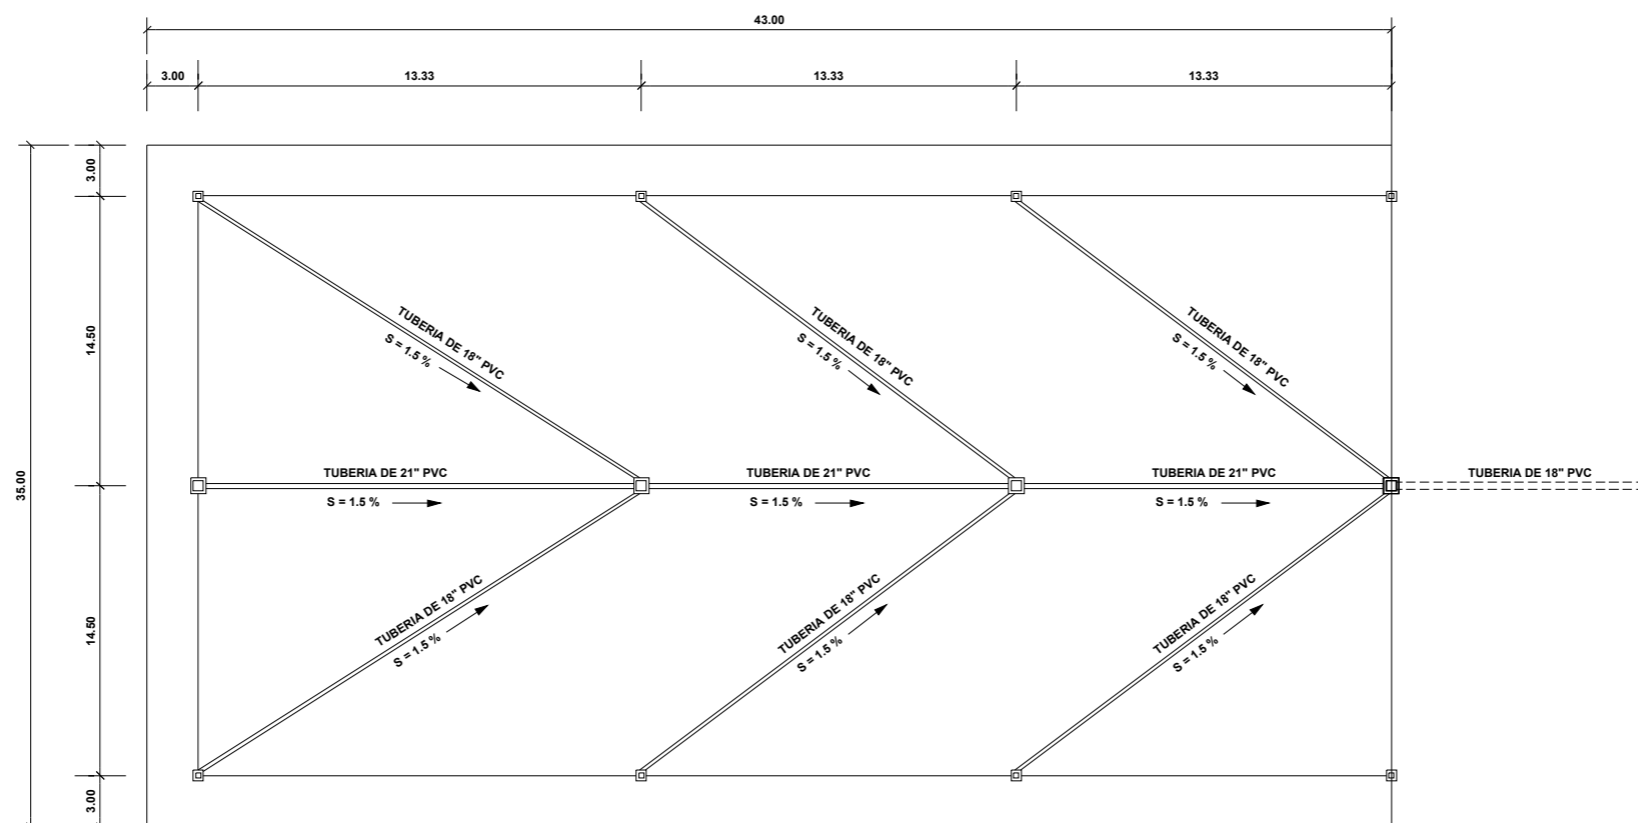 43.00
3.00
13.33
13.33
13.33
3.00
14.50
TUBERIA DE 18" PVC
S = 1.5 %
TUBERIA DE 18" PVC
S = 1.5 %
TUBERIA DE 18" PVC
S = 1.5 %
35.00
TUBERIA DE 21" PVC
S = 1.5 %
TUBERIA DE 21" PVC
S = 1.5 %
TUBERIA DE 21" PVC
S = 1.5 %
TUBERIA DE 18" PVC
14.50
TUBERIA DE 18" PVC
S = 1.5 %
TUBERIA DE 18" PVC
S = 1.5 %
TUBERIA DE 18" PVC
S = 1.5 %
3.00